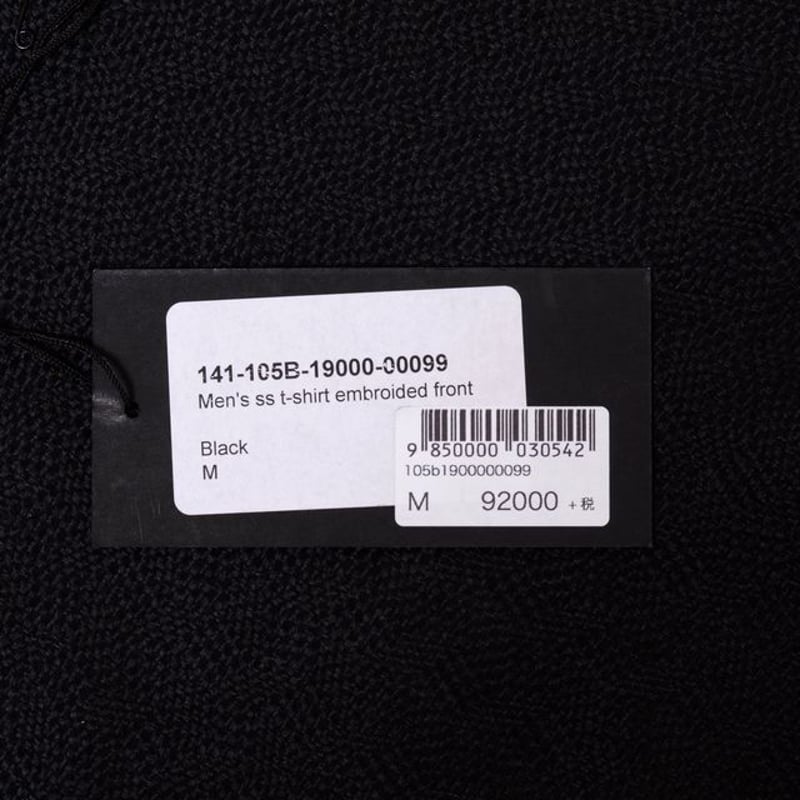 141-105B-19000-00099
Men's ss t-shirt embroided front
Black
M
9 850000 030542
105b1900000099
M 92000 +税